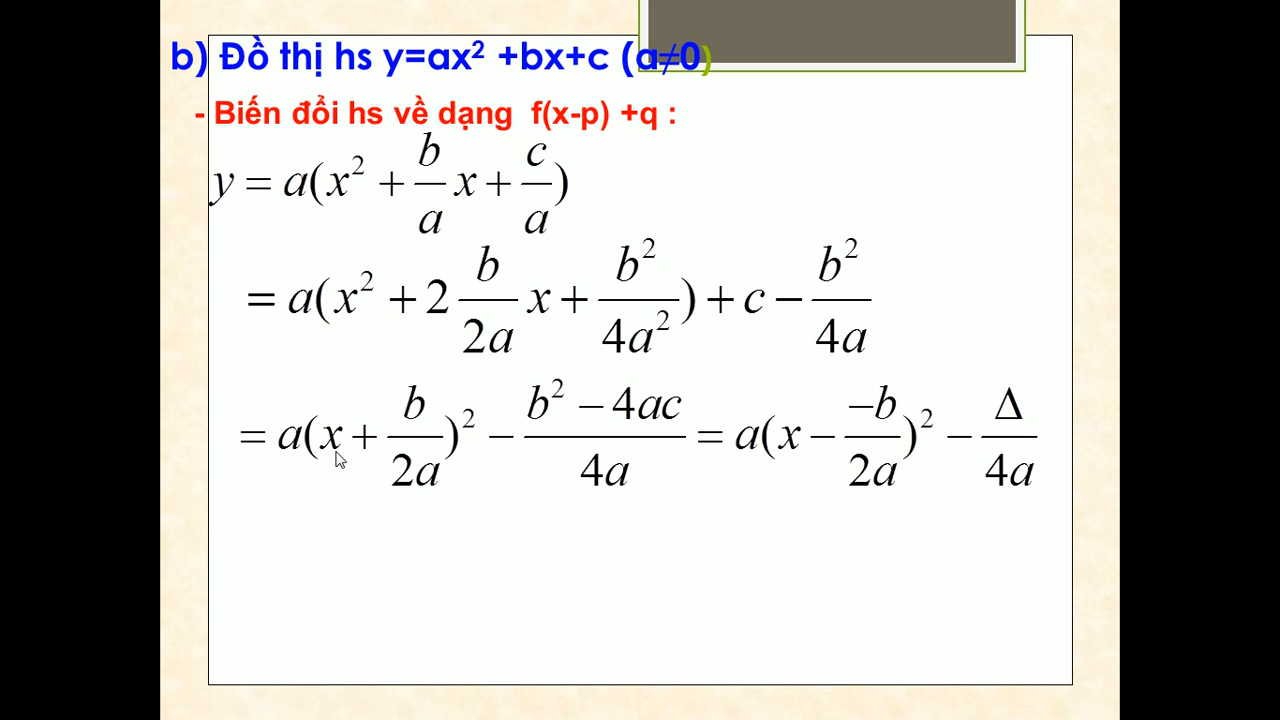 b) Đồ thị hs y=ax² +bx+c (a≠0)
- Biến đổi hs về dạng f(x-p) +q :
y = a(x² + b/a x + c/a)
= a(x² + 2 b/2a x + b²/4a²) + c − b²/4a
= a(x + b/2a)² − b² − 4ac/4a = a(x − −b/2a)² − Δ/4a